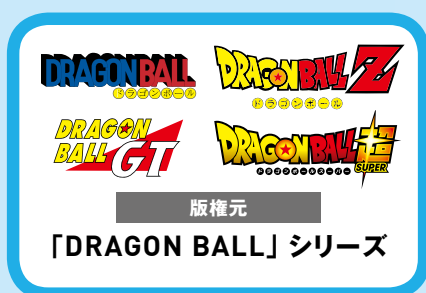 DRAGON BALL
ドラゴンボール
DRAGON BALL Z
ドラゴンボール
DRAGON
BALL GT
DRAGON BALL 超
ドラゴンボールスーパー
SUPER
版権元
「DRAGON BALL」シリーズ